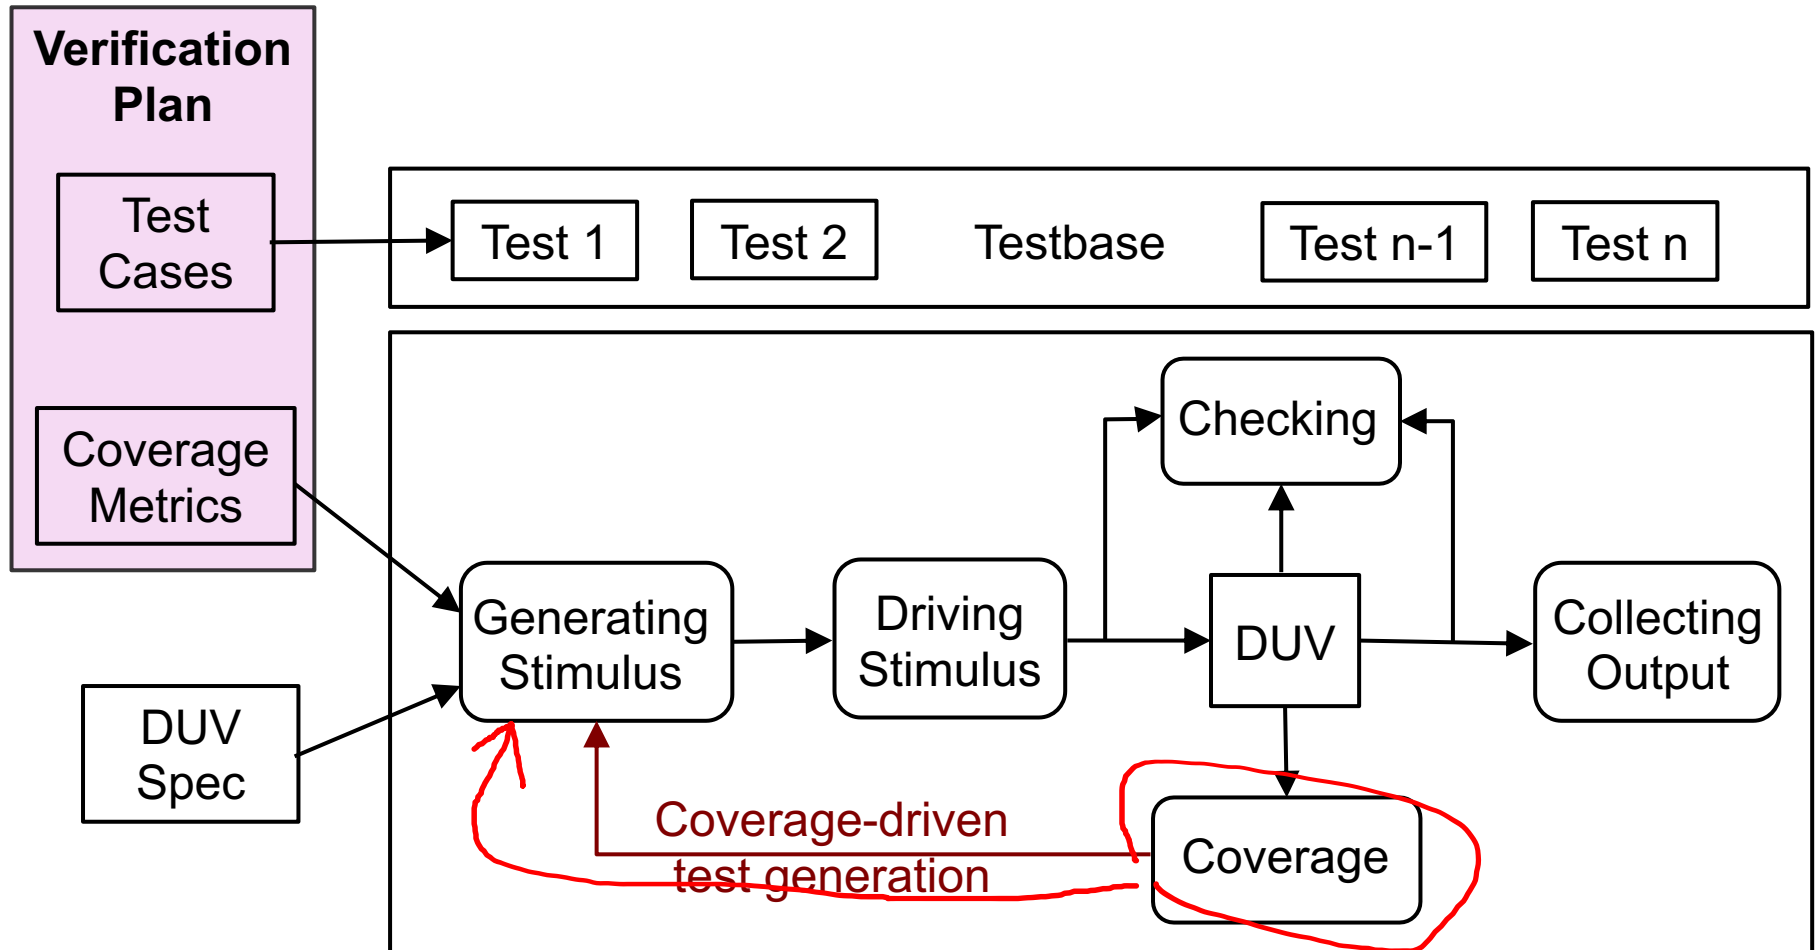 Verification
Plan
Test
Cases
Test 1
Test 2
Testbase
Test n-1
Test n
Coverage
Metrics
Checking
Generating
Stimulus
Driving
Stimulus
DUV
Collecting
Output
DUV
Spec
Coverage-driven
test generation
Coverage